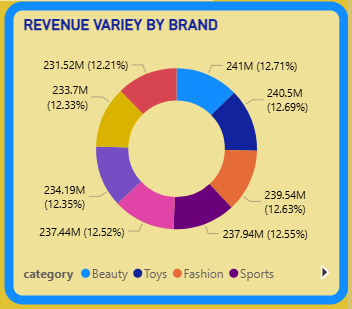 REVENUE VARIEY BY BRAND
231.52M (12.21%)
241M (12.71%)
233.7M
(12.33%)
240.5M
(12.69%)
234.19M
(12.35%)
239.54M
(12.63%)
237.44M (12.52%)
237.94M (12.55%)
category Beauty Toys Fashion Sports